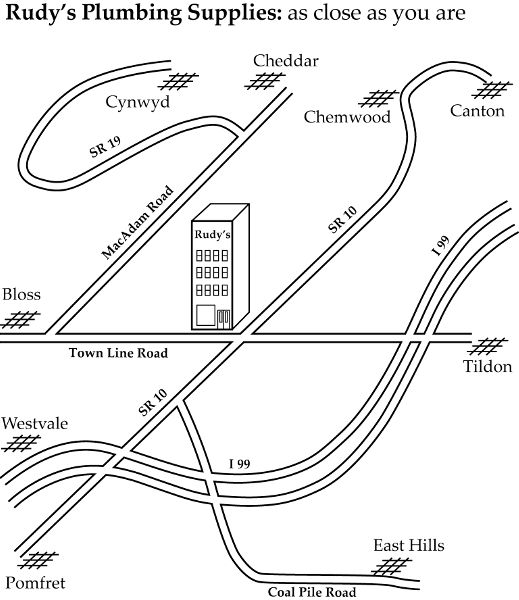 Rudy's Plumbing Supplies: as close as you are
Cheddar
Cynwyd
Chemwood
Canton
SR 19
MacAdam Road
SR 10
I 99
Rudy's
Bloss
Town Line Road
Tildon
SR 10
Westvale
I 99
East Hills
Pomfret
Coal Pile Road